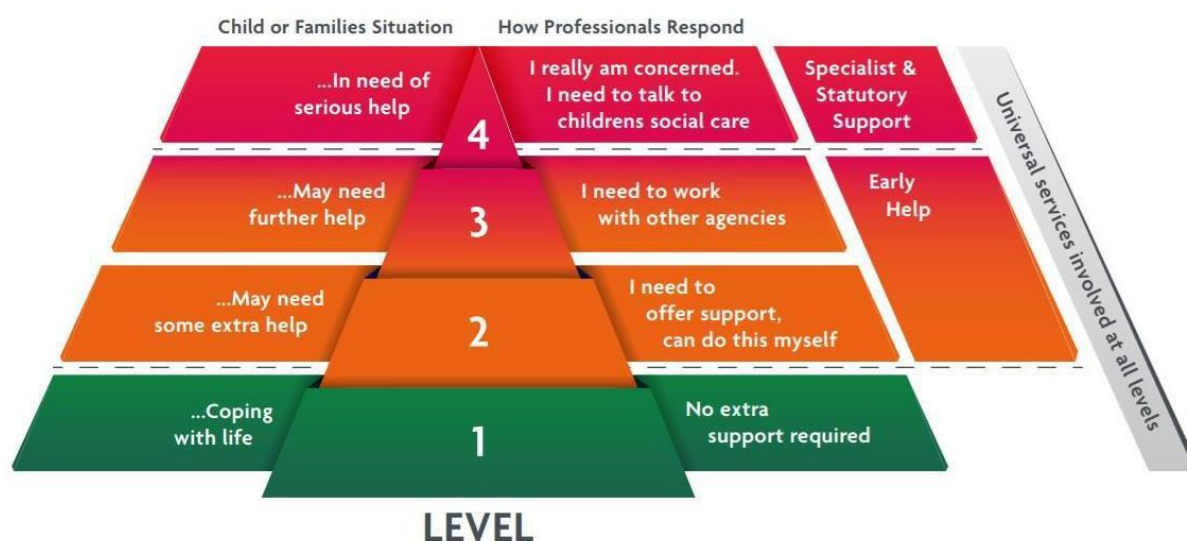 Child or Families Situation
How Professionals Respond
...In need of
serious help
4
I really am concerned.
I need to talk to
childrens social care
Specialist &
Statutory
Support
...May need
further help
3
I need to work
with other agencies
Early
Help
...May need
some extra help
2
I need to
offer support,
can do this myself
...Coping
with life
1
No extra
support required
Universal services involved at all levels
LEVEL